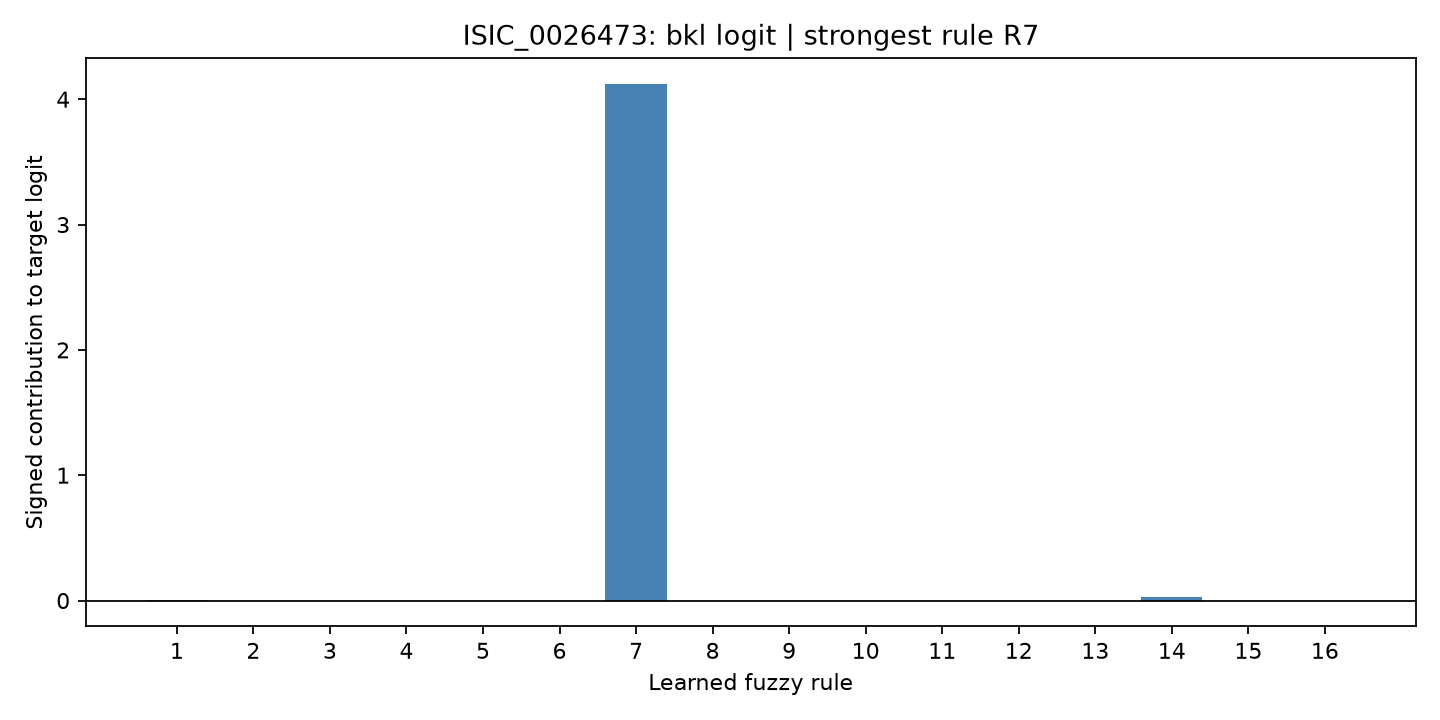 ISIC_0026473: bkl logit | strongest rule R7
Signed contribution to target logit
4
3
2
1
0
1 2 3 4 5 6 7 8 9 10 11 12 13 14 15 16
Learned fuzzy rule